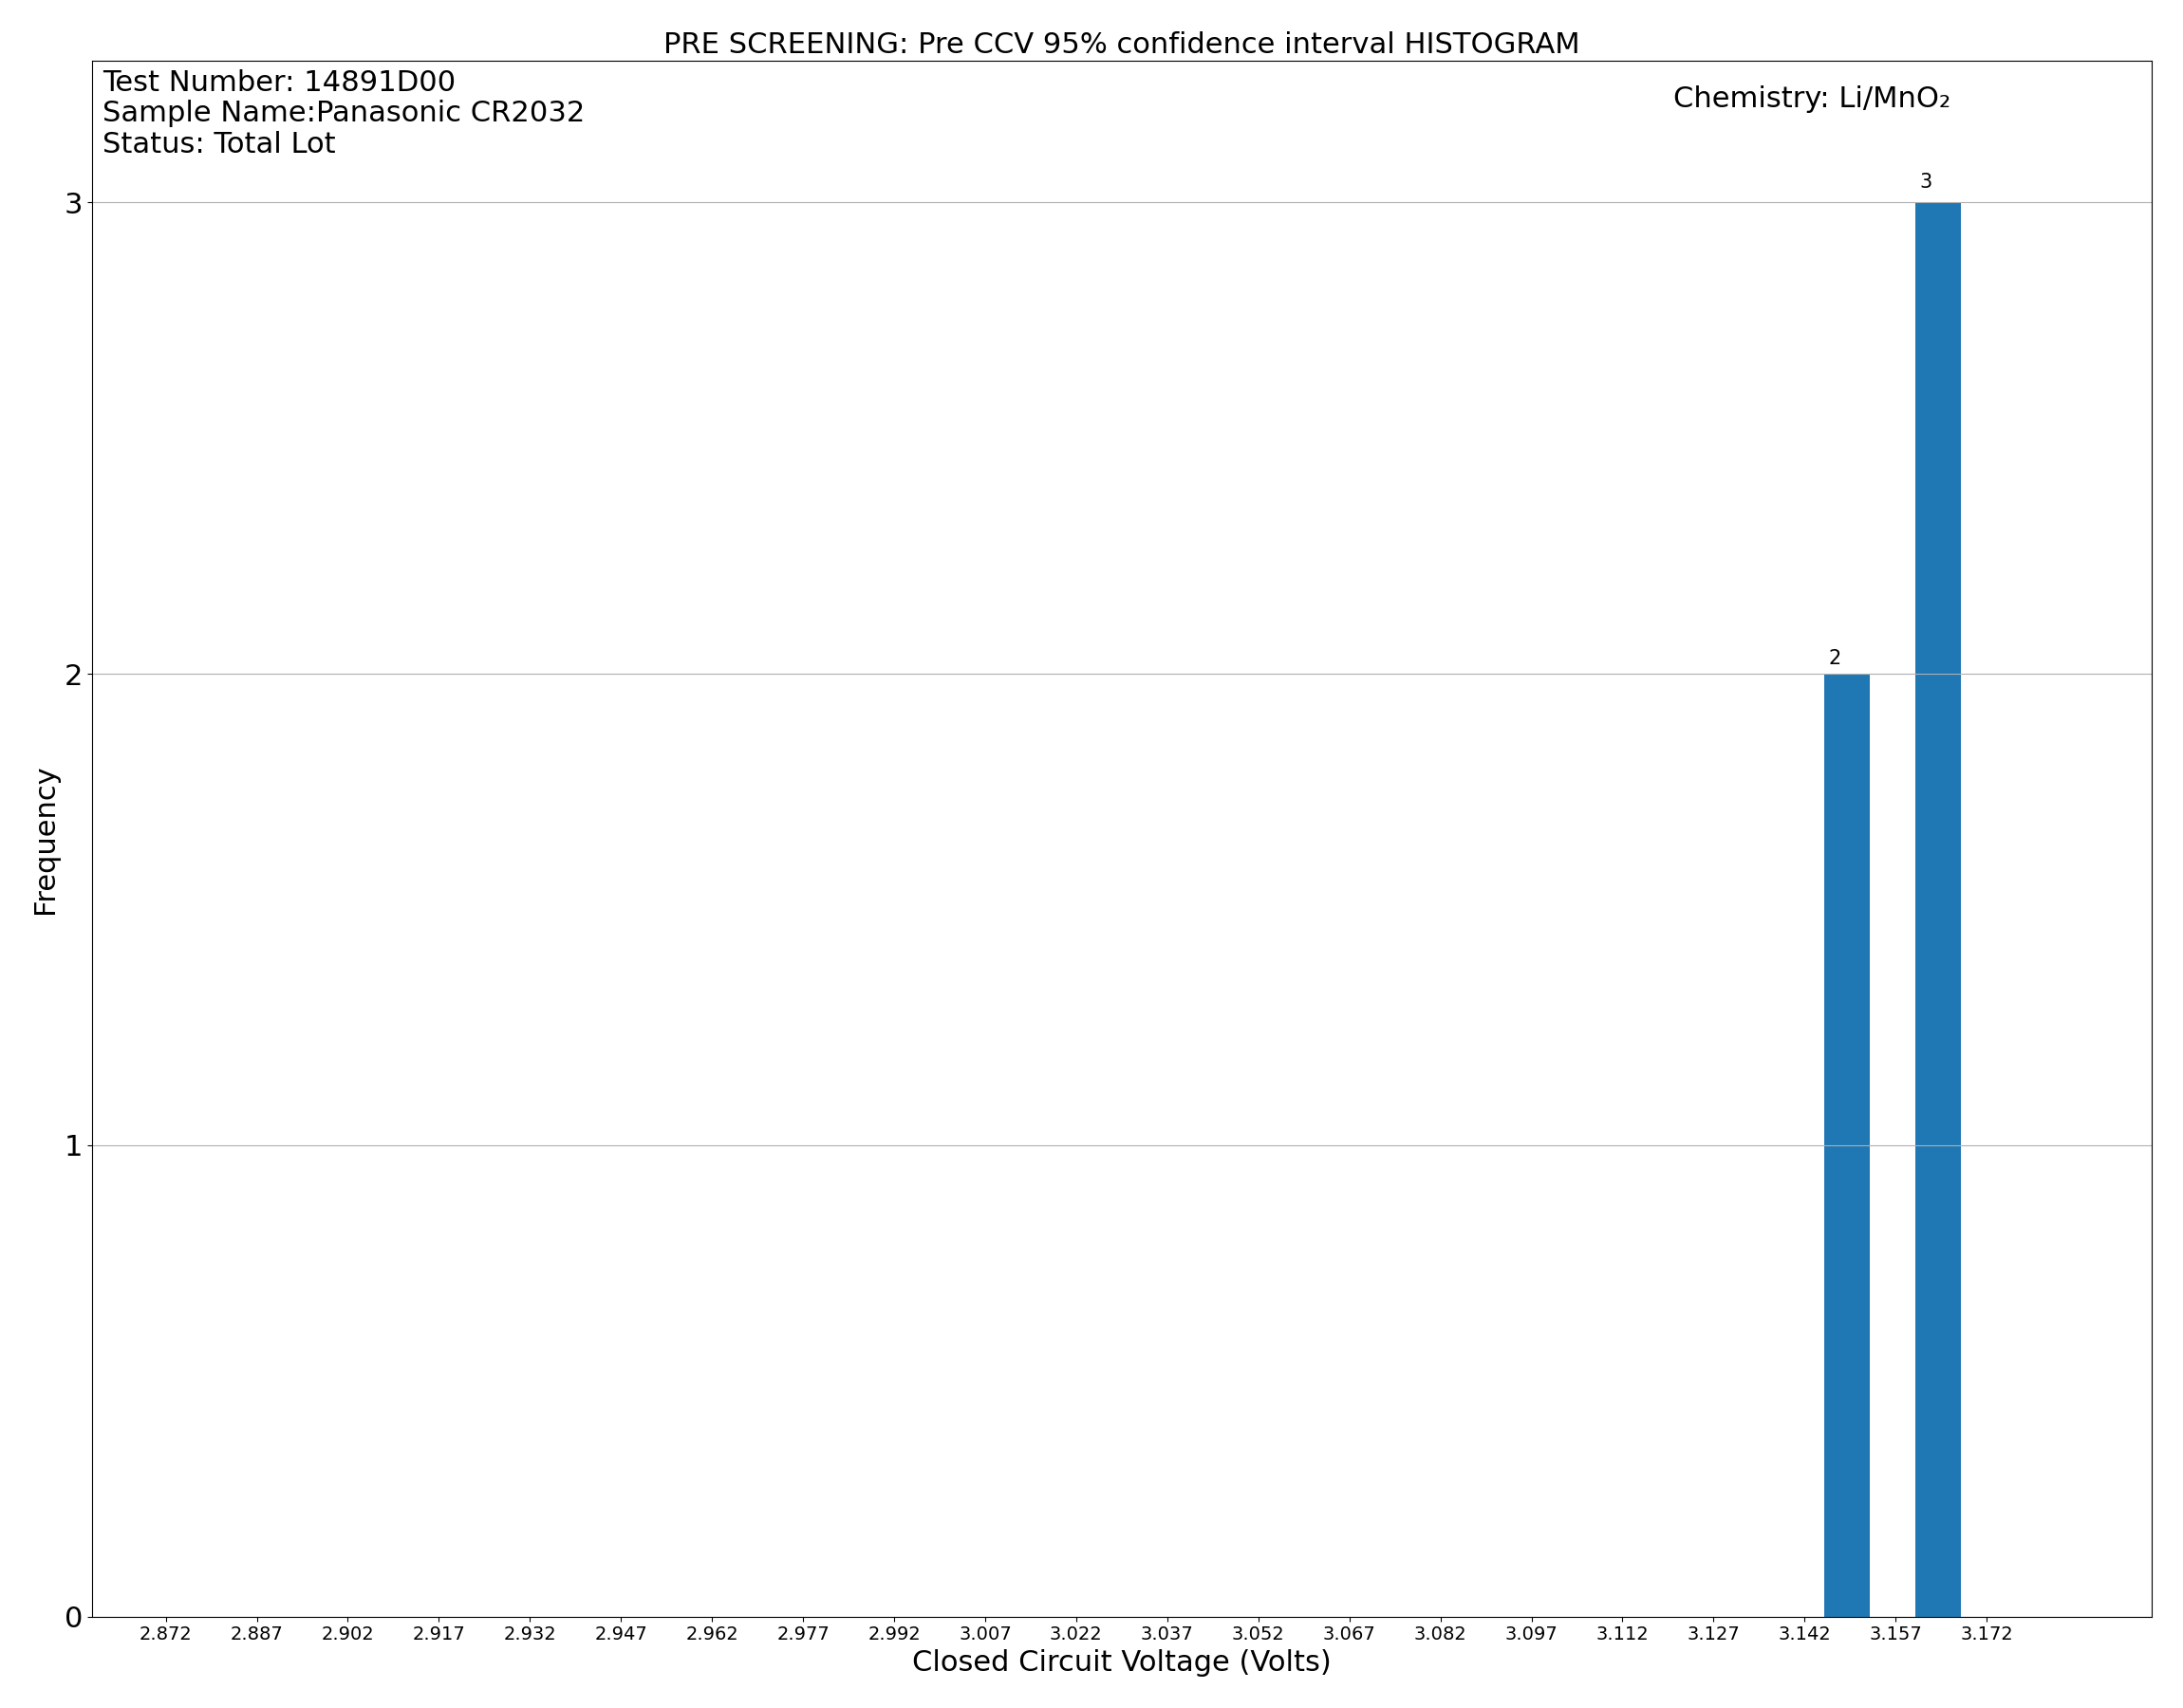 PRE SCREENING: Pre CCV 95% confidence interval HISTOGRAM
Test Number: 14891D00
Sample Name:Panasonic CR2032
Status: Total Lot
Chemistry: Li/MnO₂
3
3
2
2
1
0
Frequency
2.872 2.887 2.902 2.917 2.932 2.947 2.962 2.977 2.992 3.007 3.022 3.037 3.052 3.067 3.082 3.097 3.112 3.127 3.142 3.157 3.172
Closed Circuit Voltage (Volts)